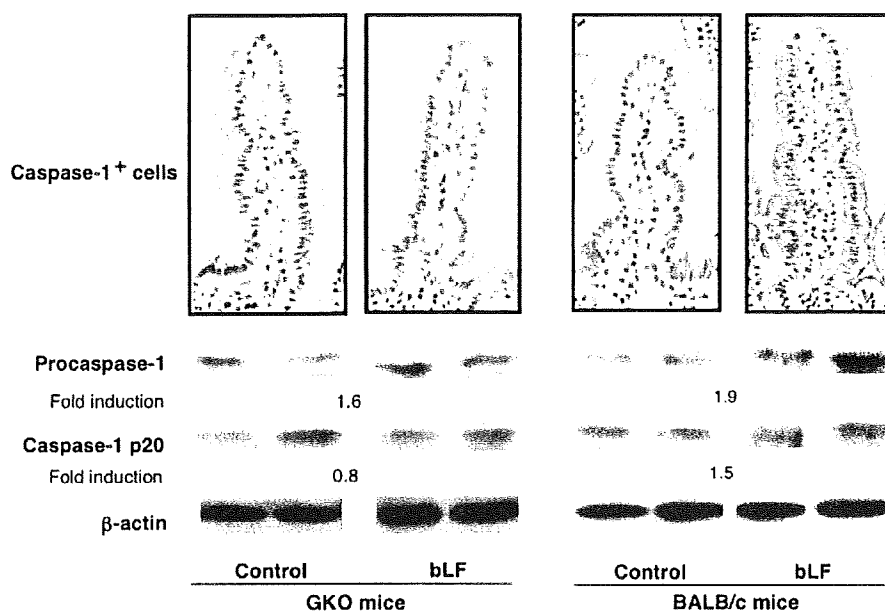 Caspase-1+ cells
Procaspase-1
Fold induction 1.6 1.9
Caspase-1 p20
Fold induction 0.8 1.5
β-actin
Control bLF Control bLF
GKO mice BALB/c mice